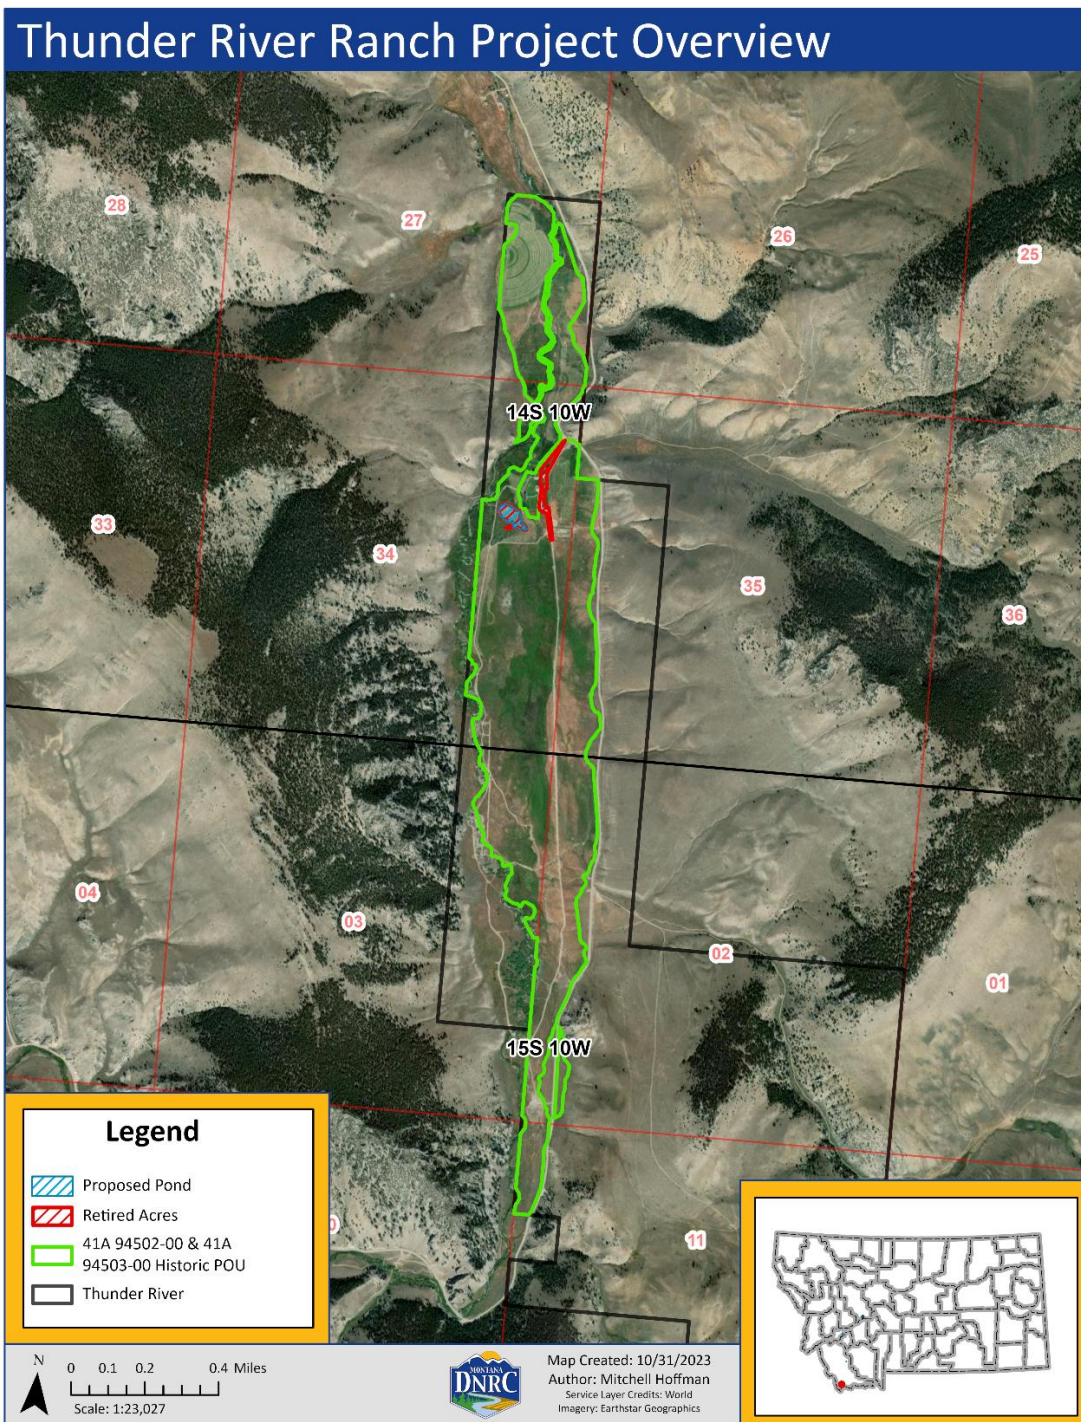 Thunder River Ranch Project Overview
28
27
26
25
14S 10W
33
34
35
36
04
03
02
01
15S 10W
0
11
Legend
Proposed Pond
Retired Acres
41A 94502-00 & 41A
94503-00 Historic POU
Thunder River
N
0 0.1 0.2 0.4 Miles
Scale: 1:23,027
MONTANA
DNRC
Map Created: 10/31/2023
Author: Mitchell Hoffman
Service Layer Credits: World
Imagery: Earthstar Geographics